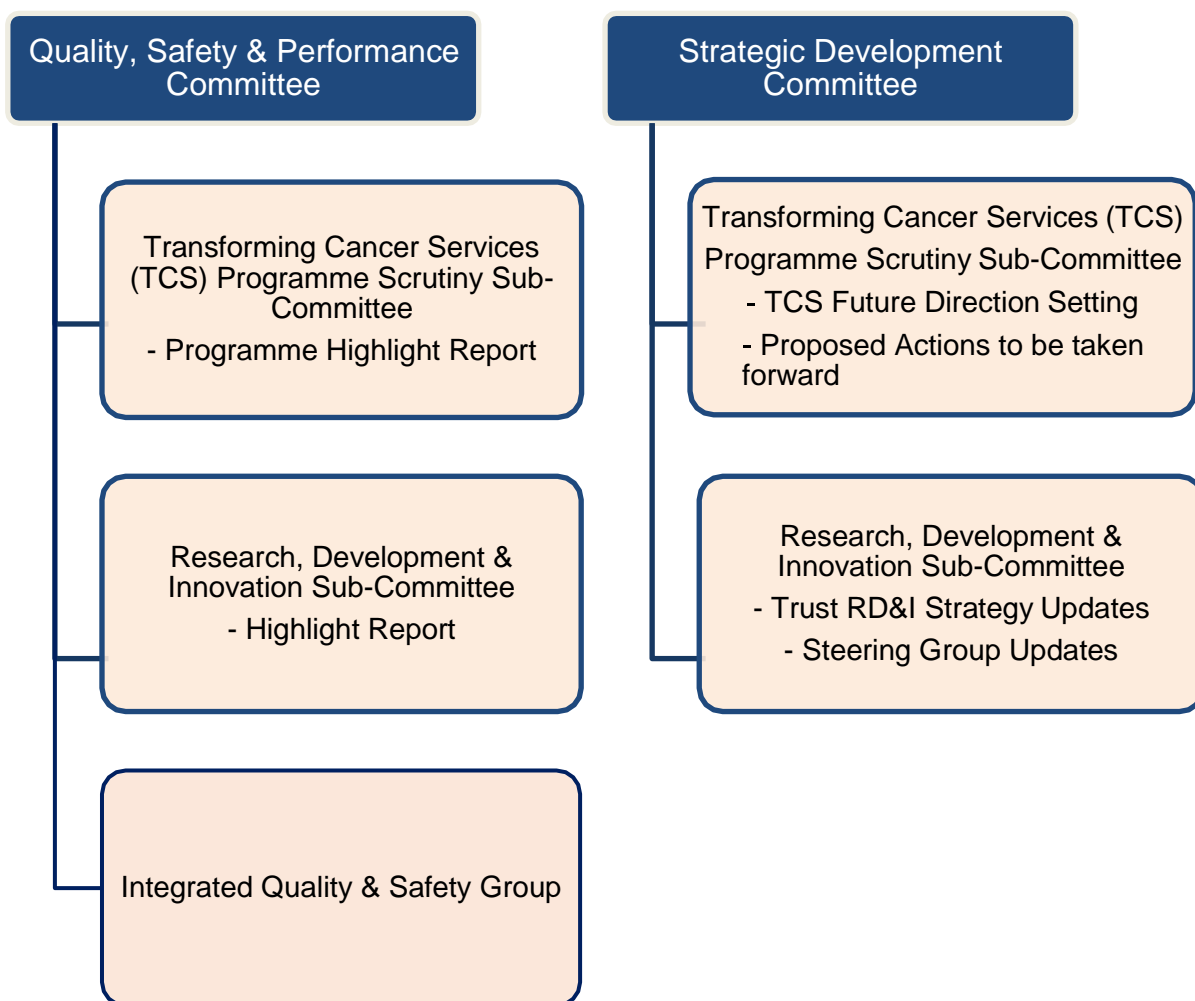 Quality, Safety & Performance
Committee
Transforming Cancer Services
(TCS) Programme Scrutiny Sub-
Committee
- Programme Highlight Report
Research, Development &
Innovation Sub-Committee
- Highlight Report
Integrated Quality & Safety Group
Strategic Development
Committee
Transforming Cancer Services (TCS)
Programme Scrutiny Sub-Committee
- TCS Future Direction Setting
- Proposed Actions to be taken
forward
Research, Development &
Innovation Sub-Committee
- Trust RD&I Strategy Updates
- Steering Group Updates